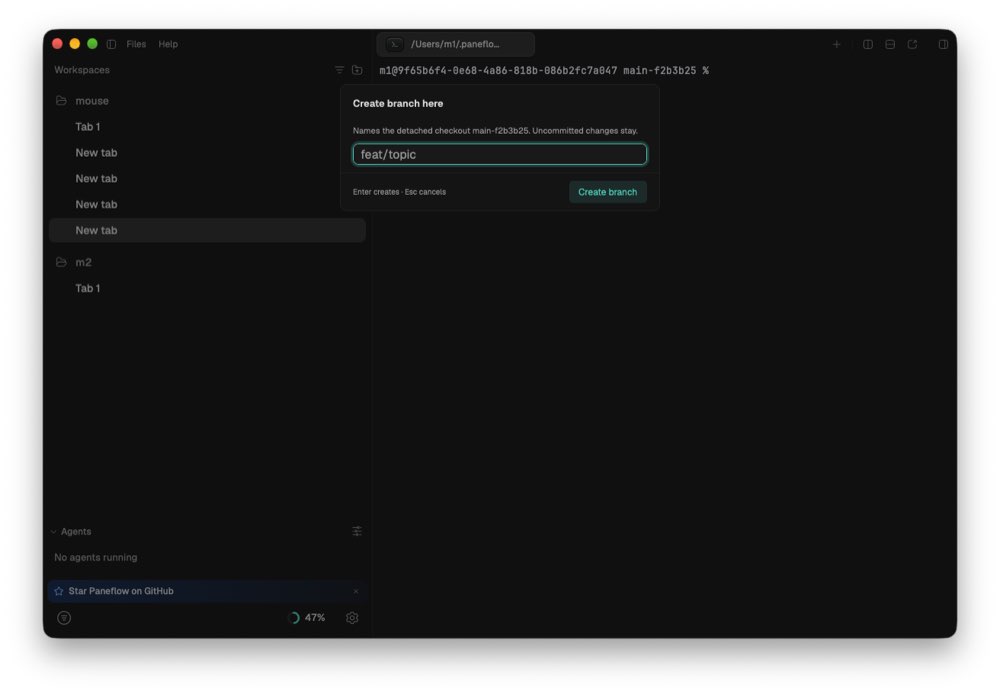 Files Help
/Users/m1/.paneflo…
Workspaces
m1@9f65b6f4-0e68-4a86-818b-086b2fc7a047 main-f2b3b25 %
mouse
Tab 1
New tab
New tab
New tab
New tab
m2
Tab 1
Create branch here
Names the detached checkout main-f2b3b25. Uncommitted changes stay.
feat/topic
Enter creates · Esc cancels
Create branch
Agents
No agents running
Star Paneflow on GitHub
47%